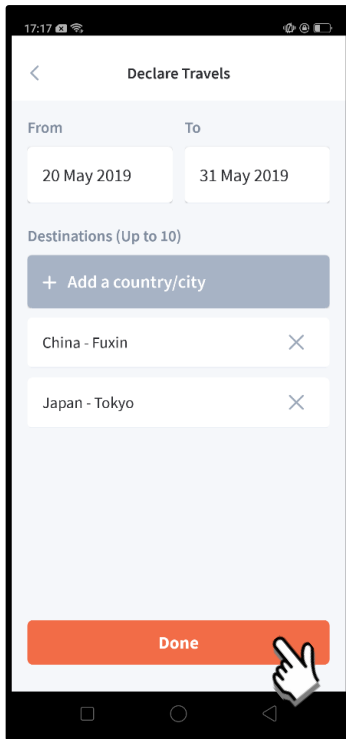 17:17
Declare Travels
From To
20 May 2019 31 May 2019
Destinations (Up to 10)
+ Add a country/city
China - Fuxin
Japan - Tokyo
Done